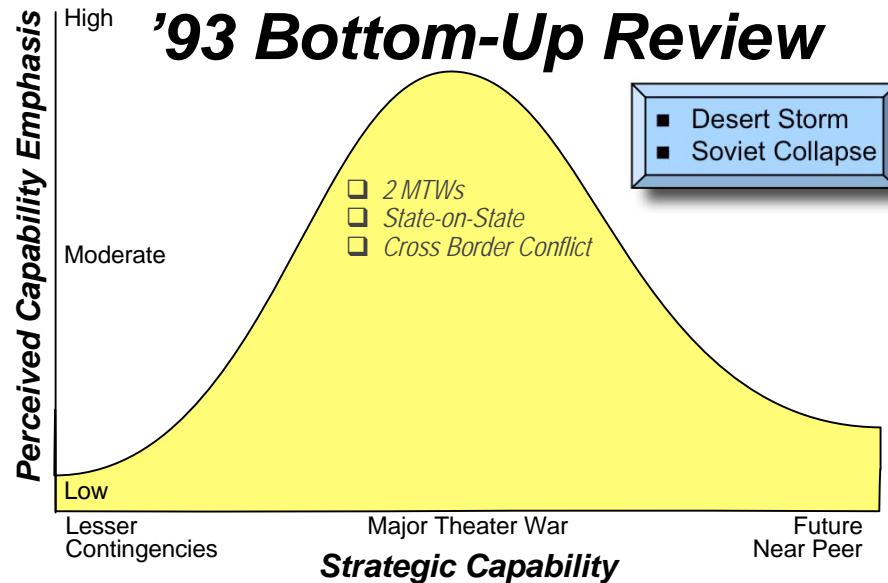 ’93 Bottom-Up Review
Perceived Capability Emphasis
High
Moderate
Low
■ Desert Storm
■ Soviet Collapse
❑ 2 MTWs
❑ State-on-State
❑ Cross Border Conflict
Lesser
Contingencies
Major Theater War
Future
Near Peer
Strategic Capability